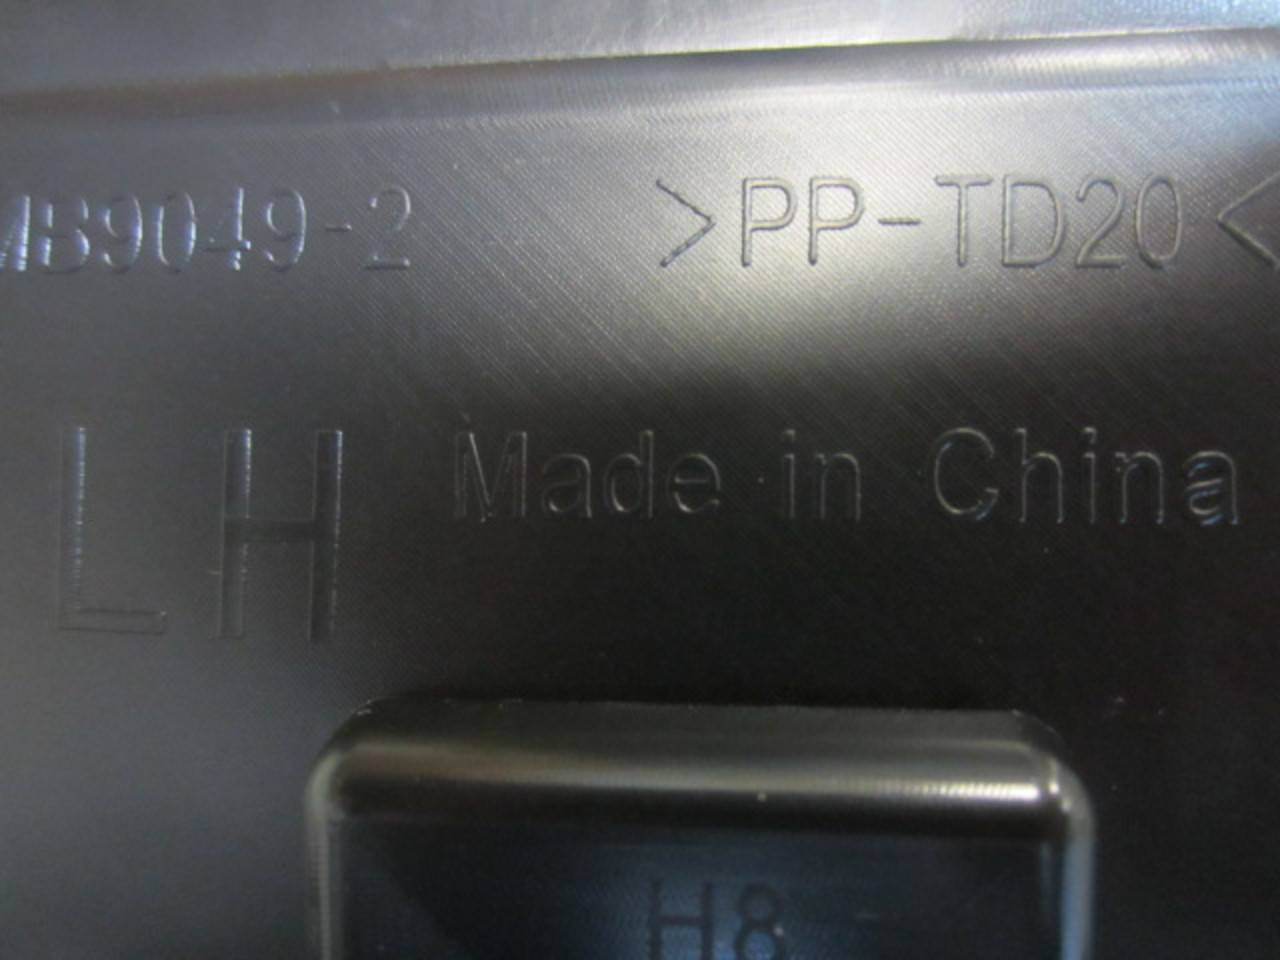 MB9049-2 >PP-TD20<
LH Made in China
H8